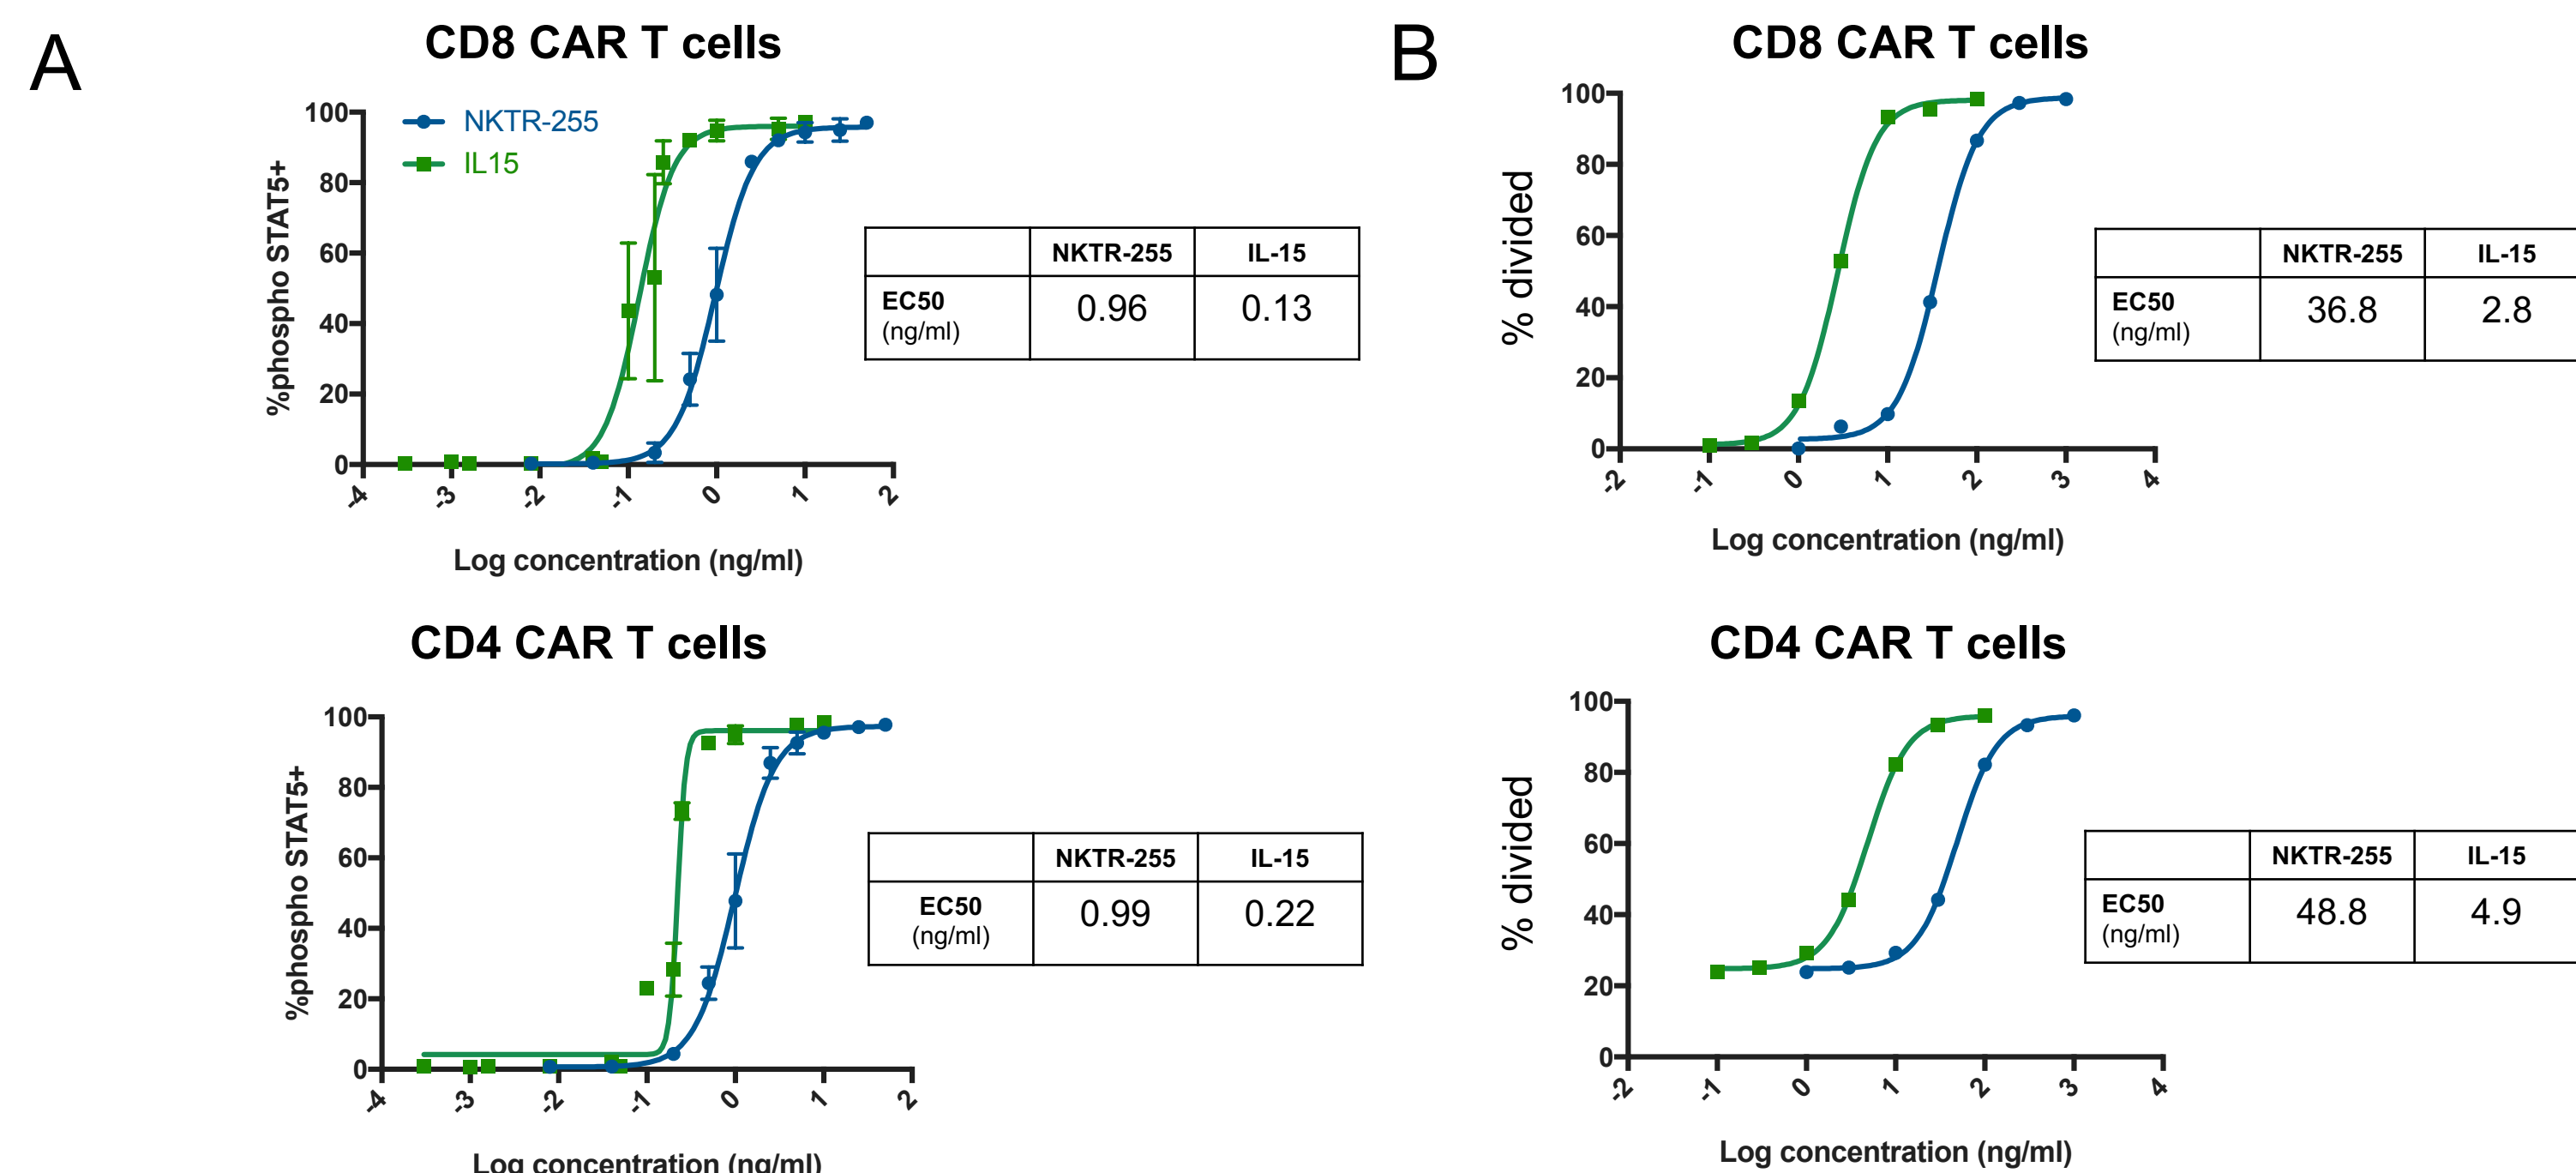 A
CD8 CAR T cells
NKTR-255
IL15
%phospho STAT5+
100
80
60
40
20
0
-4 -3 -2 -1 0 1 2
Log concentration (ng/ml)
NKTR-255 IL-15
EC50 0.96 0.13
(ng/ml)
B
CD8 CAR T cells
% divided
100
80
60
40
20
0
-2 -1 0 1 2 3 4
Log concentration (ng/ml)
NKTR-255 IL-15
EC50 36.8 2.8
(ng/ml)
CD4 CAR T cells
%phospho STAT5+
100
80
60
40
20
0
-4 -3 -2 -1 0 1 2
Log concentration (ng/ml)
NKTR-255 IL-15
EC50 0.99 0.22
(ng/ml)
CD4 CAR T cells
% divided
100
80
60
40
20
0
-2 -1 0 1 2 3 4
Log concentration (ng/ml)
NKTR-255 IL-15
EC50 48.8 4.9
(ng/ml)